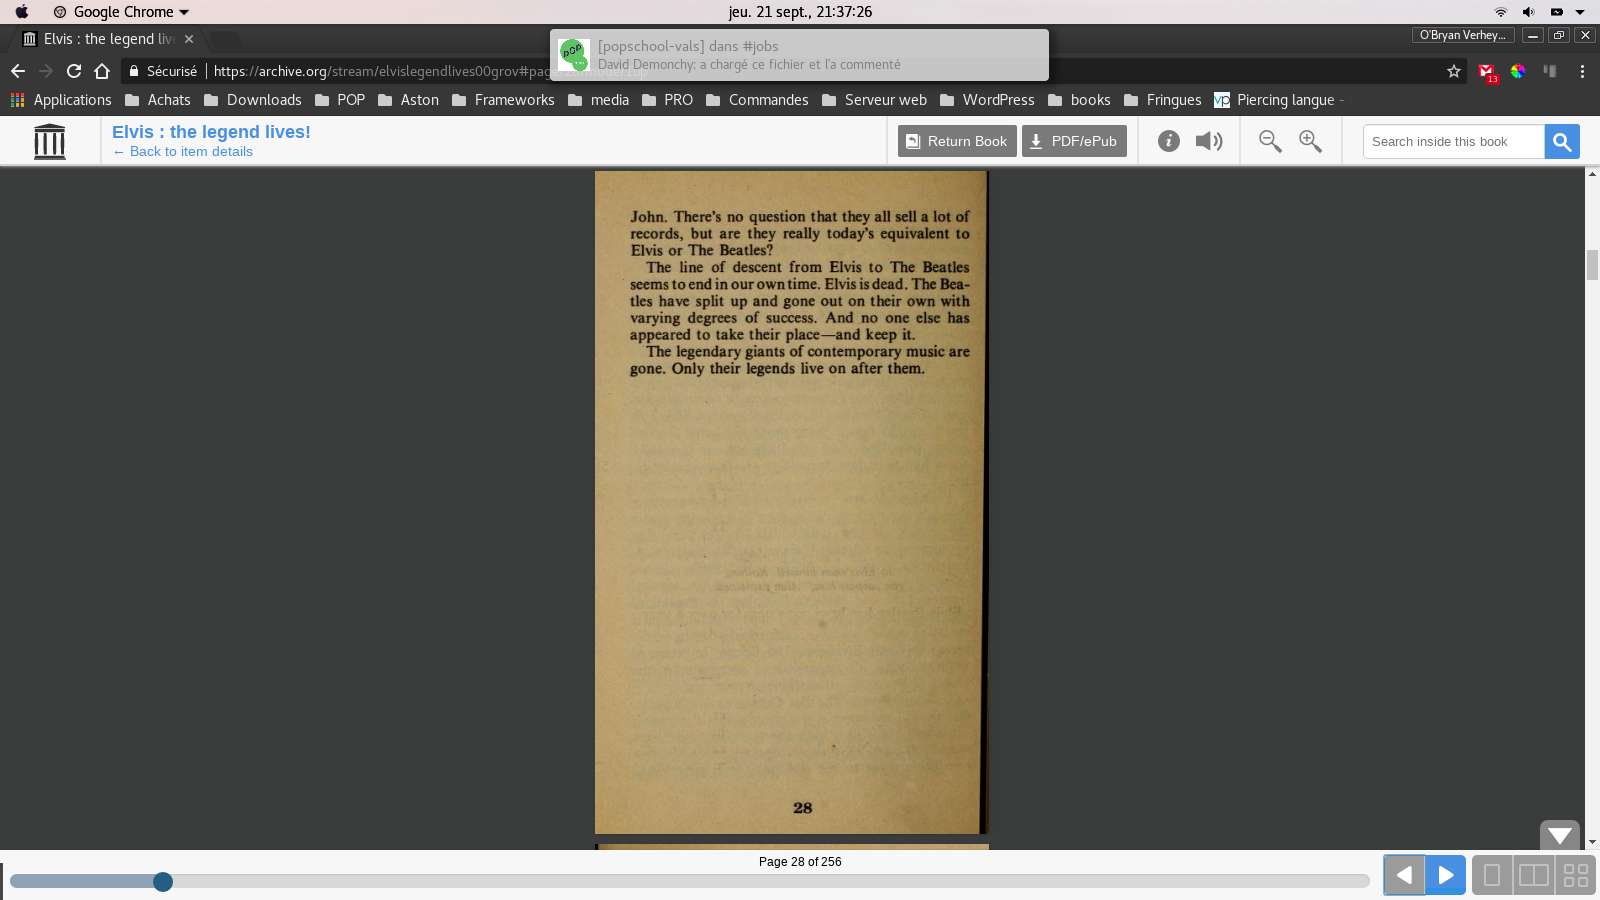 Google Chrome
jeu. 21 sept., 21:37:26
Elvis : the legend live
O'Bryan Verhey...
[popschool-vals] dans #jobs
David Demonchy: a chargé ce fichier et l'a commenté
Sécurisé
https://archive.org/stream/elvislegendlives00grov#page/
13
Applications
Achats
Downloads
POP
Aston
Frameworks
media
PRO
Commandes
Serveur web
WordPress
books
Fringues
vp
Piercing langue -
Elvis : the legend lives!
← Back to item details
Return Book
PDF/ePub
Search inside this book
John. There's no question that they all sell a lot of
records, but are they really today's equivalent to
Elvis or The Beatles?
The line of descent from Elvis to The Beatles
seems to end in our own time. Elvis is dead. The Bea-
tles have split up and gone out on their own with
varying degrees of success. And no one else has
appeared to take their place—and keep it.
The legendary giants of contemporary music are
gone. Only their legends live on after them.
28
Page 28 of 256